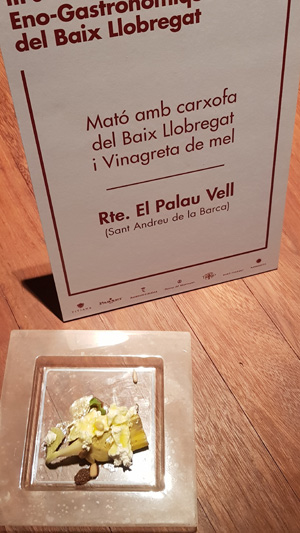 Eno-Gastronòmiq
del Baix Llobregat
Mató amb carxofa
del Baix Llobregat
i Vinagreta de mel
Rte. El Palau Vell
(Sant Andreu de la Barca)